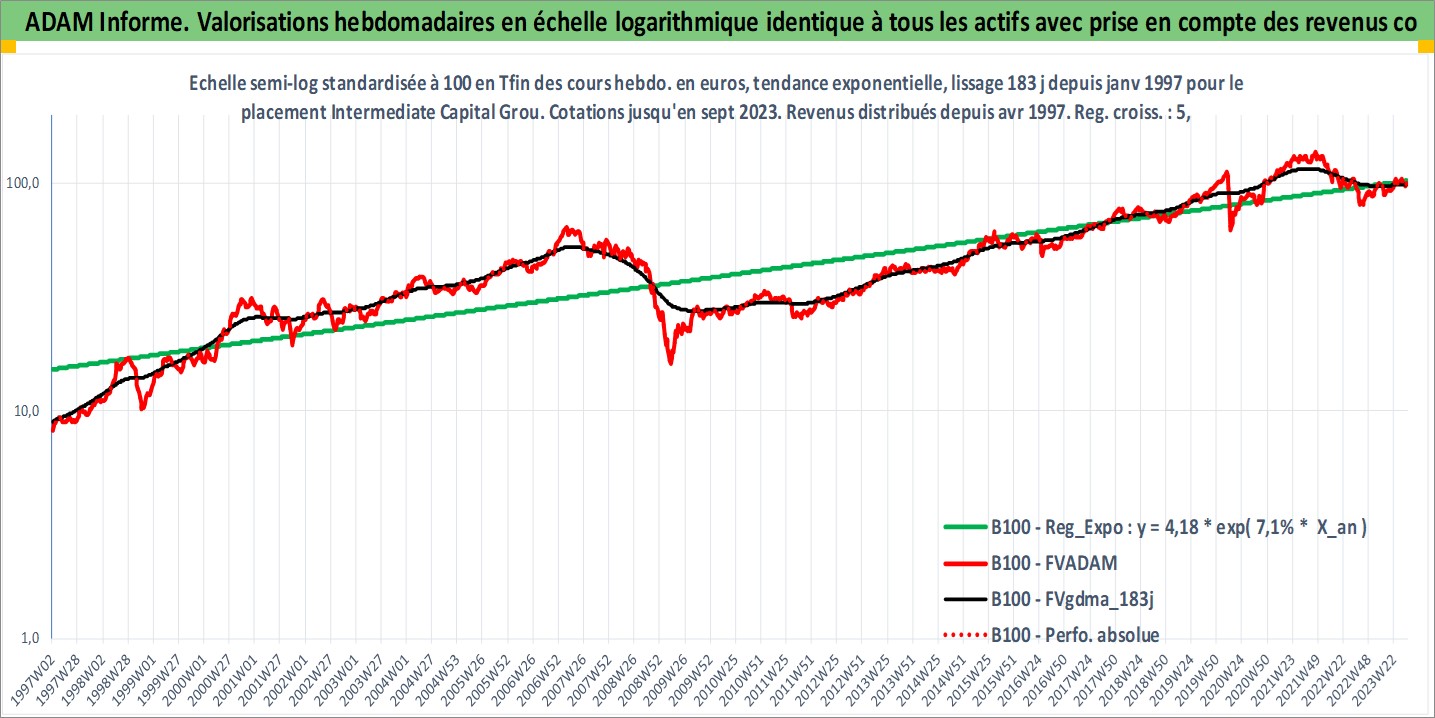 ADAM Informe. Valorisations hebdomadaires en échelle logarithmique identique à tous les actifs avec prise en compte des revenus co
Echelle semi-log standardisée à 100 en Tfin des cours hebdo. en euros, tendance exponentielle, lissage 183 j depuis janv 1997 pour le
placement Intermediate Capital Grou. Cotations jusqu'en sept 2023. Revenus distribués depuis avr 1997. Reg. croiss. : 5,
100,0
10,0
1,0
B100 - Reg_Expo : y = 4,18 * exp( 7,1% * X_an )
B100 - FVADAM
B100 - FVgdma_183j
B100 - Perfo. absolue
1997W02
1997W28
1998W02
1998W28
1999W01
1999W27
2000W01
2000W27
2001W01
2001W27
2002W01
2002W27
2003W01
2003W27
2004W01
2004W27
2004W53
2005W26
2005W52
2006W26
2006W52
2007W26
2007W52
2008W26
2008W52
2009W26
2009W52
2010W25
2010W51
2011W25
2011W51
2012W25
2012W51
2013W25
2013W51
2014W25
2014W51
2015W25
2015W51
2016W24
2016W50
2017W24
2017W50
2018W24
2018W50
2019W24
2019W50
2020W24
2020W50
2021W23
2021W49
2022W22
2022W48
2023W22